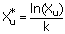 X*u = ln(Xu) / k